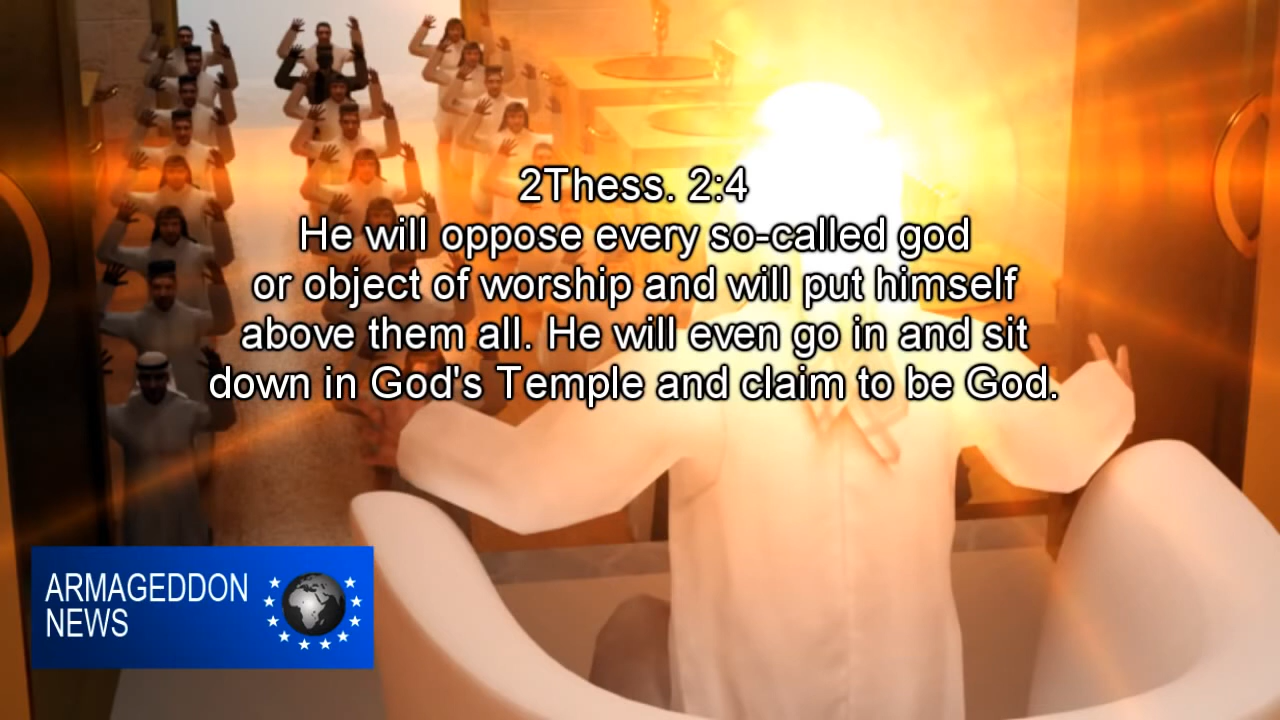 2Thess. 2:4
He will oppose every so-called god
or object of worship and will put himself
above them all. He will even go in and sit
down in God's Temple and claim to be God.
ARMAGEDDON
NEWS